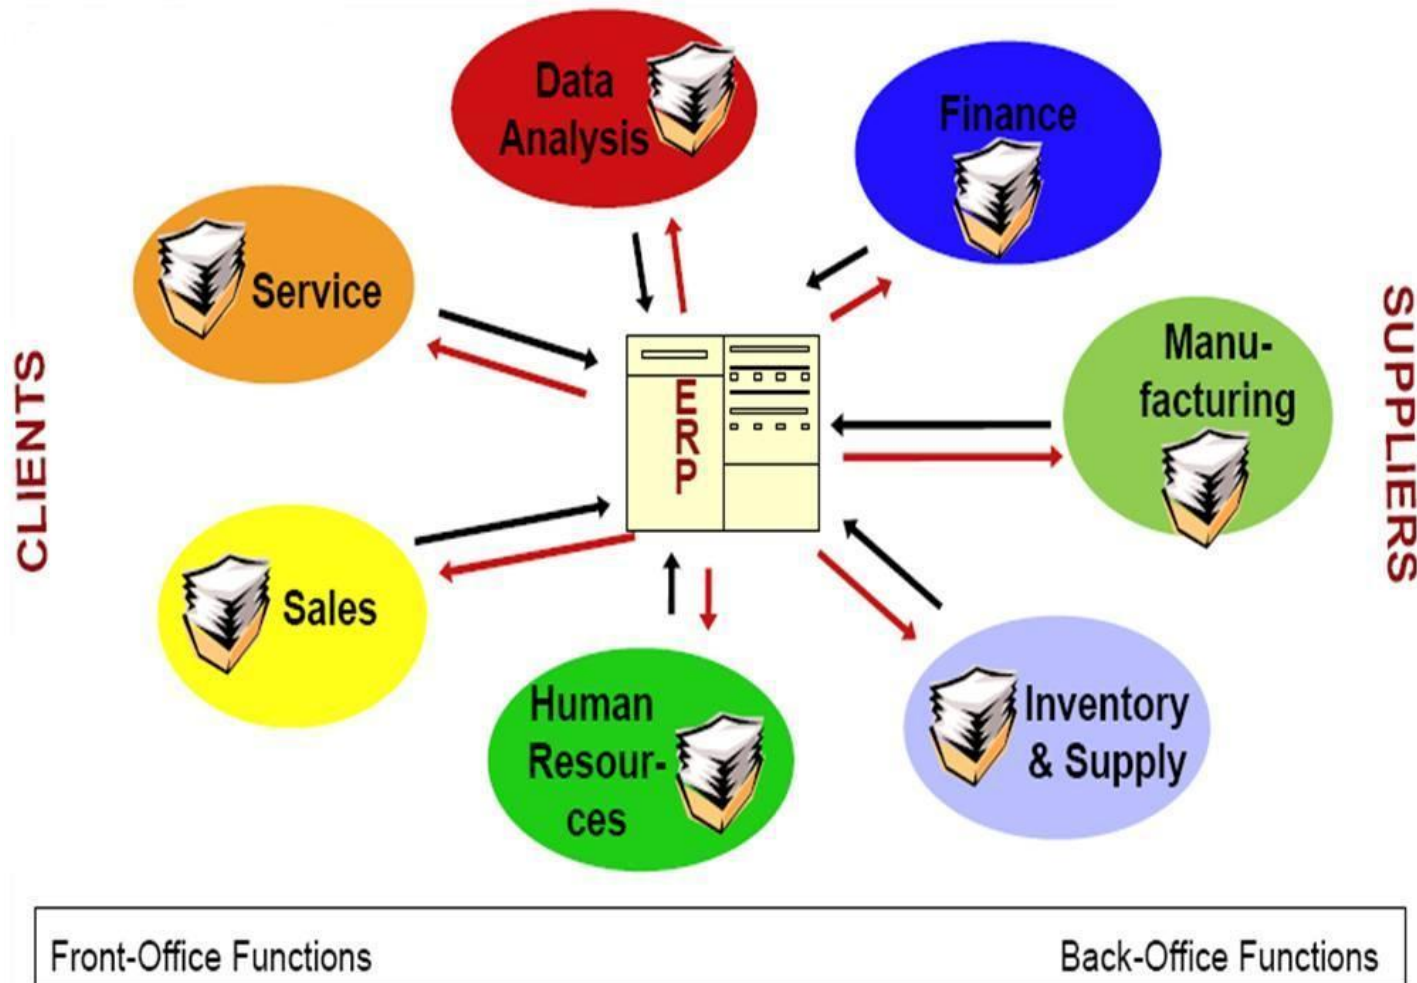 Data
Analysis
Finance
Service
Manu-
facturing
CLIENTS
SUPPLIERS
E
R
P
Sales
Human
Resour-
ces
Inventory
& Supply
Front-Office Functions
Back-Office Functions